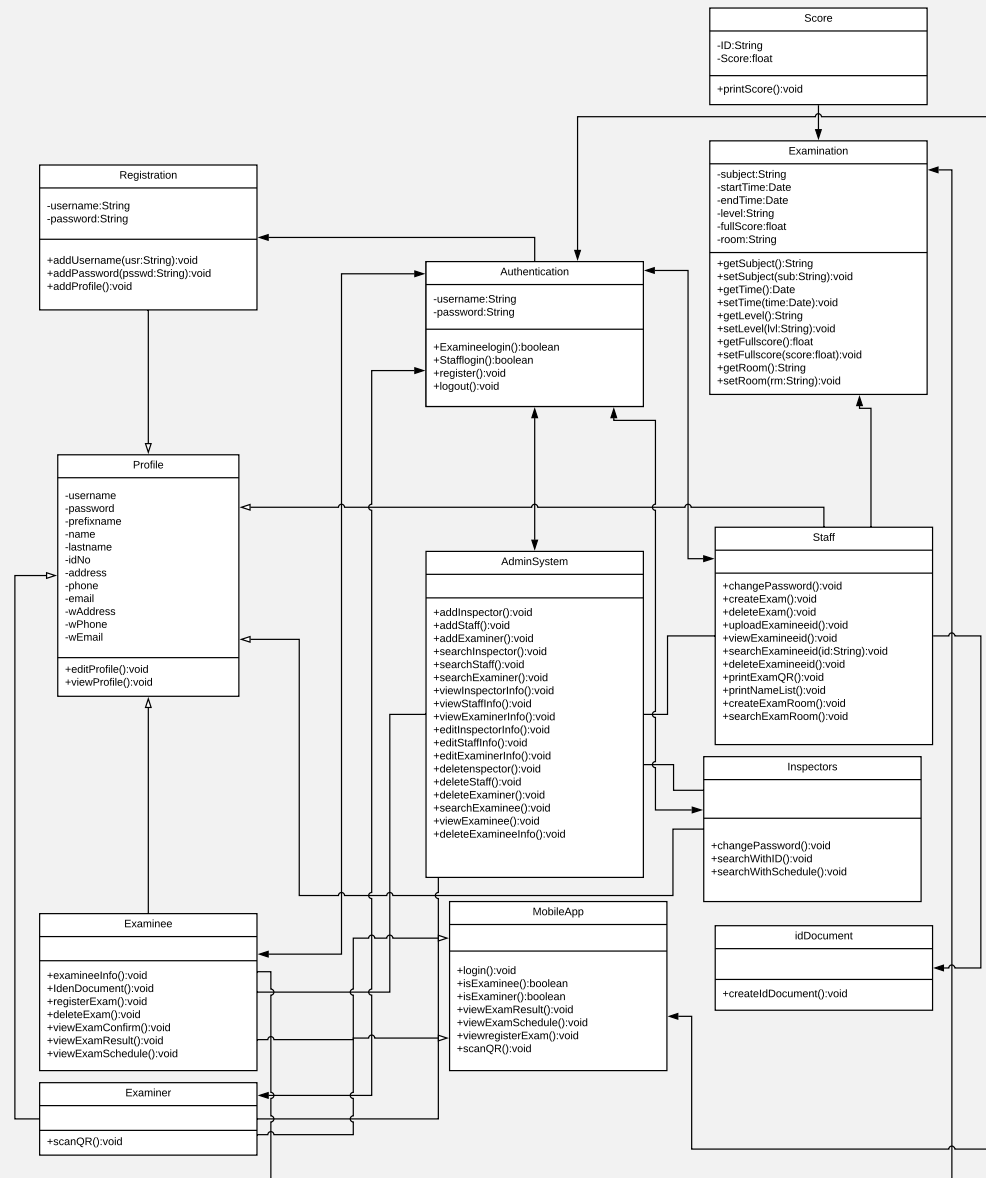 Score
-ID:String
-Score:float
+printScore():void
Examination
-subject:String
-startTime:Date
-endTime:Date
-level:String
-fullScore:float
-room:String
+getSubject():String
+setSubject(sub:String):void
+getTime():Date
+setTime(time:Date):void
+getLevel():String
+setLevel(lvl:String):void
+getFullscore():float
+setFullscore(score:float):void
+getRoom():String
+setRoom(rm:String):void
Registration
-username:String
-password:String
+addUsername(usr:String):void
+addPassword(psswd:String):void
+addProfile():void
Authentication
-username:String
-password:String
+Examineelogin():boolean
+Stafflogin():boolean
+register():void
+logout():void
Profile
-username
-password
-prefixname
-name
-lastname
-idNo
-address
-phone
-email
-wAddress
-wPhone
-wEmail
+editProfile():void
+viewProfile():void
AdminSystem
+addInspector():void
+addStaff():void
+addExaminer():void
+searchInspector():void
+searchStaff():void
+searchExaminer():void
+viewInspectorInfo():void
+viewStaffInfo():void
+viewExaminerInfo():void
+editInspectorInfo():void
+editStaffInfo():void
+editExaminerInfo():void
+deletenspector():void
+deleteStaff():void
+deleteExaminer():void
+searchExaminee():void
+viewExaminee():void
+deleteExamineeInfo():void
Staff
+changePassword():void
+createExam():void
+deleteExam():void
+uploadExamineeid():void
+viewExamineeid():void
+searchExamineeid(id:String):void
+deleteExamineeid():void
+printExamQR():void
+printNameList():void
+createExamRoom():void
+searchExamRoom():void
Inspectors
+changePassword():void
+searchWithID():void
+searchWithSchedule():void
Examinee
+examineeInfo():void
+IdenDocument():void
+registerExam():void
+deleteExam():void
+viewExamConfirm():void
+viewExamResult():void
+viewExamSchedule():void
MobileApp
+login():void
+isExaminee():boolean
+isExaminer():boolean
+viewExamResult():void
+viewExamSchedule():void
+viewregisterExam():void
+scanQR():void
idDocument
+createIdDocument():void
Examiner
+scanQR():void